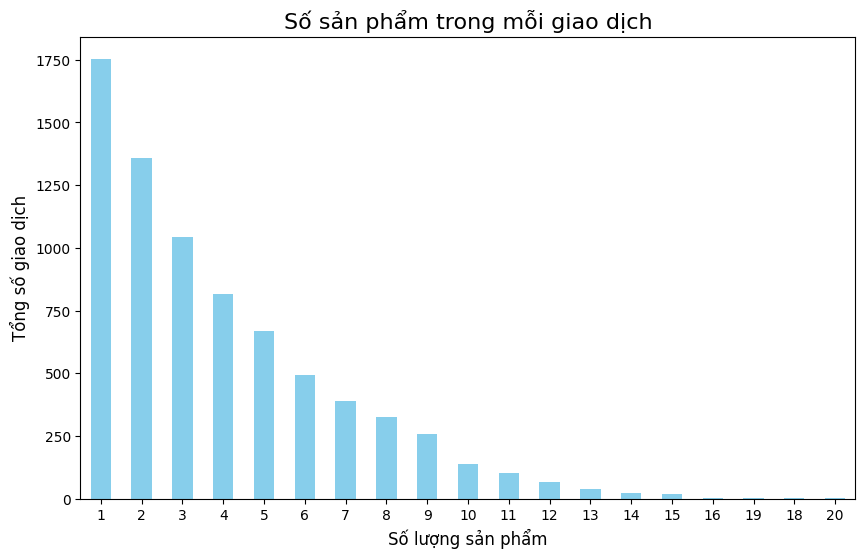 Số sản phẩm trong mỗi giao dịch
Tổng số giao dịch
1750
1500
1250
1000
750
500
250
0
1 2 3 4 5 6 7 8 9 10 11 12 13 14 15 16 19 18 20
Số lượng sản phẩm